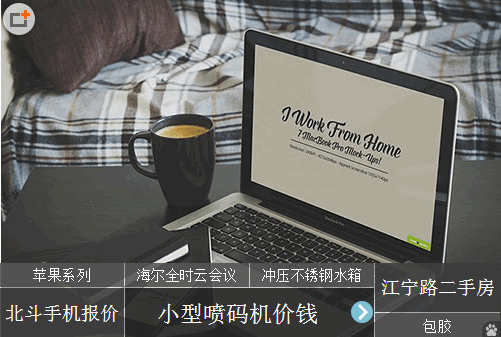 I Work From Home
7 MacBook Pro Mock-Ups!
苹果系列
海尔全时云会议
冲压不锈钢水箱
江宁路二手房
北斗手机报价
小型喷码机价钱
包胶